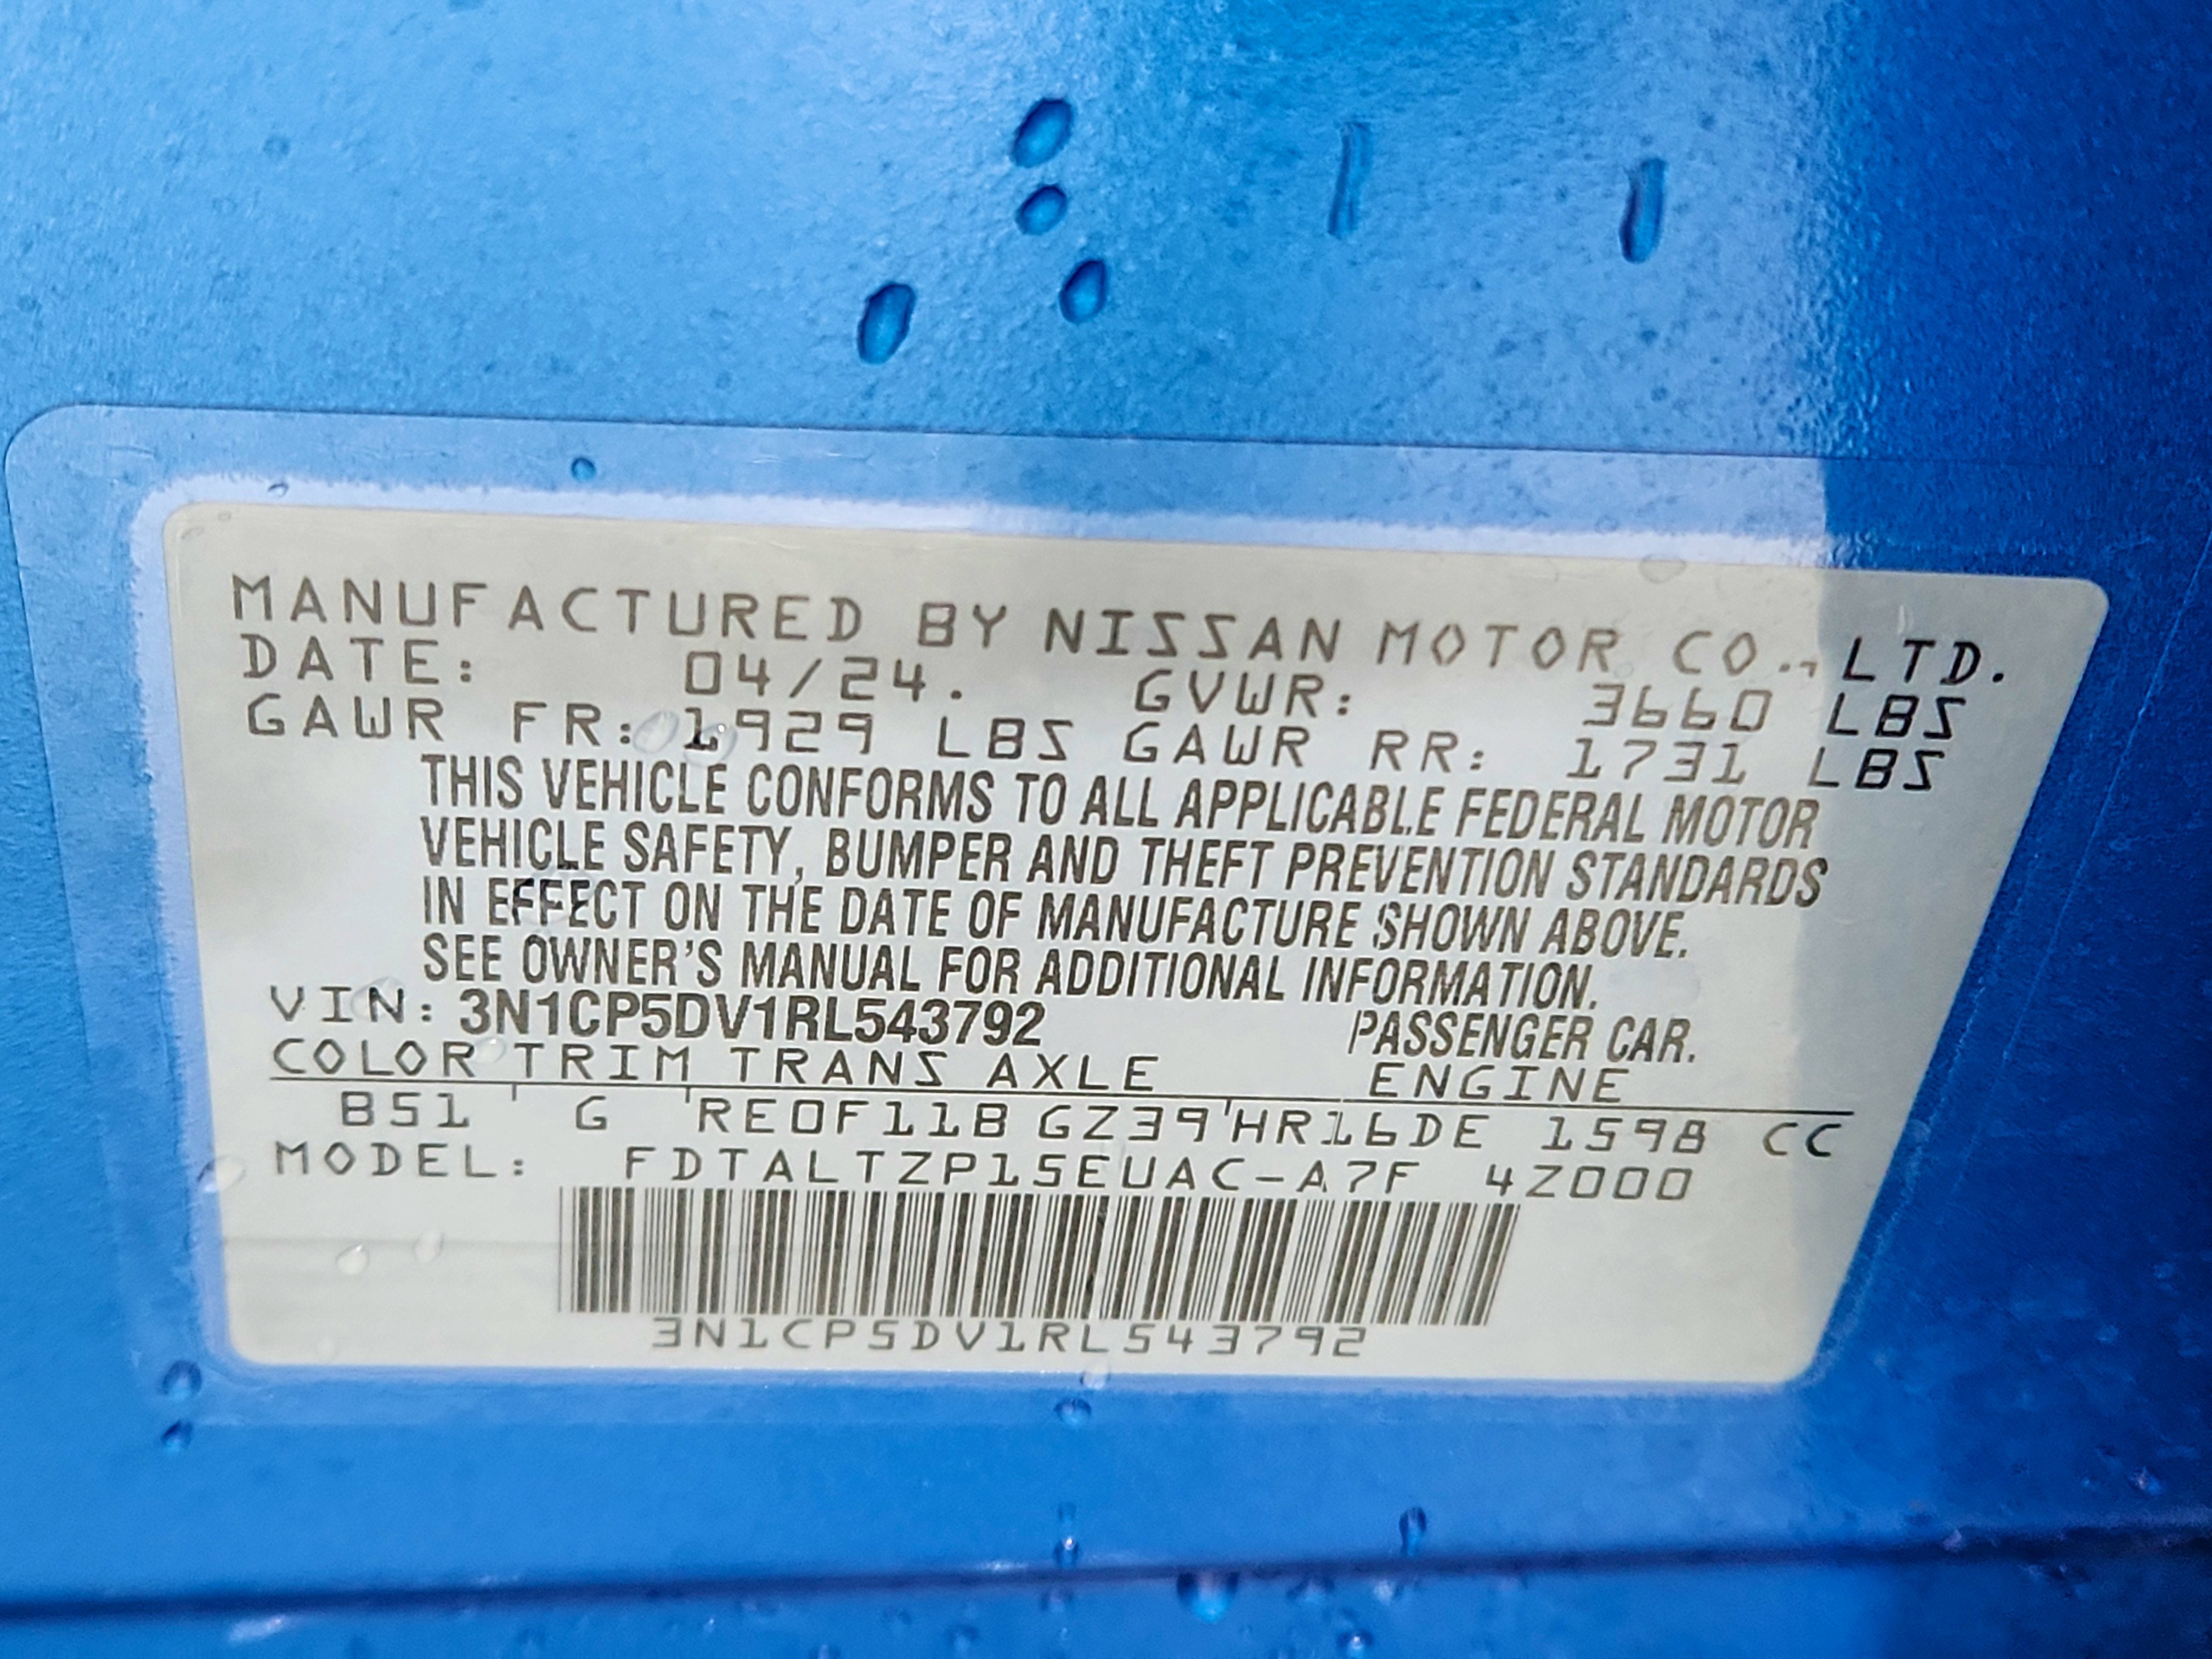 MANUFACTURED BY NISSAN MOTOR CO., LTD.
DATE: 04/24. GVWR: 3660 LBS
GAWR FR: 1929 LBS GAWR RR: 1731 LBS
THIS VEHICLE CONFORMS TO ALL APPLICABLE FEDERAL MOTOR
VEHICLE SAFETY, BUMPER AND THEFT PREVENTION STANDARDS
IN EFFECT ON THE DATE OF MANUFACTURE SHOWN ABOVE.
SEE OWNER'S MANUAL FOR ADDITIONAL INFORMATION.
VIN: 3N1CP5DV1RL543792 PASSENGER CAR.
COLOR TRIM TRANS AXLE ENGINE
B51 G RE0F11B GZ39 HR16DE 1598 CC
MODEL: FDTALTZP15EUAC-A7F 4Z000
3N1CP5DV1RL543792